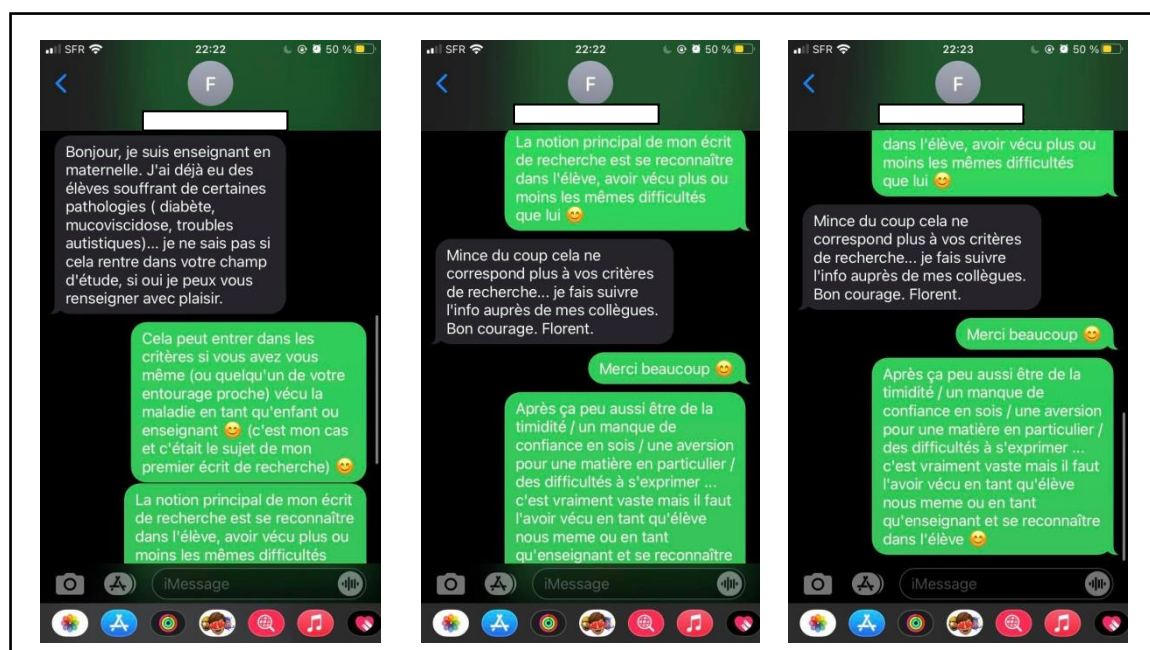 SFR
22:22
50 %
F
Bonjour, je suis enseignant en
maternelle. J'ai déjà eu des
élèves souffrant de certaines
pathologies ( diabète,
mucoviscidose, troubles
autistiques)... je ne sais pas si
cela rentre dans votre champ
d'étude, si oui je peux vous
renseigner avec plaisir.
Cela peut entrer dans les
critères si vous avez vous
même (ou quelqu'un de votre
entourage proche) vécu la
maladie en tant qu'enfant ou
enseignant 😊 (c'est mon cas
et c'était le sujet de mon
premier écrit de recherche) 😊
La notion principal de mon écrit
de recherche est se reconnaître
dans l'élève, avoir vécu plus ou
moins les mêmes difficultés
iMessage
SFR
22:22
50 %
F
La notion principal de mon écrit
de recherche est se reconnaître
dans l'élève, avoir vécu plus ou
moins les mêmes difficultés
que lui 😊
Mince du coup cela ne
correspond plus à vos critères
de recherche... je fais suivre
l'info auprès de mes collègues.
Bon courage. Florent.
Merci beaucoup 😊
Après ça peu aussi être de la
timidité / un manque de
confiance en sois / une aversion
pour une matière en particulier /
des difficultés à s'exprimer ...
c'est vraiment vaste mais il faut
l'avoir vécu en tant qu'élève
nous meme ou en tant
qu'enseignant et se reconnaître
iMessage
SFR
22:23
50 %
F
dans l'élève, avoir vécu plus ou
moins les mêmes difficultés
que lui 😊
Mince du coup cela ne
correspond plus à vos critères
de recherche... je fais suivre
l'info auprès de mes collègues.
Bon courage. Florent.
Merci beaucoup 😊
Après ça peu aussi être de la
timidité / un manque de
confiance en sois / une aversion
pour une matière en particulier /
des difficultés à s'exprimer ...
c'est vraiment vaste mais il faut
l'avoir vécu en tant qu'élève
nous meme ou en tant
qu'enseignant et se reconnaître
dans l'élève 😊
iMessage